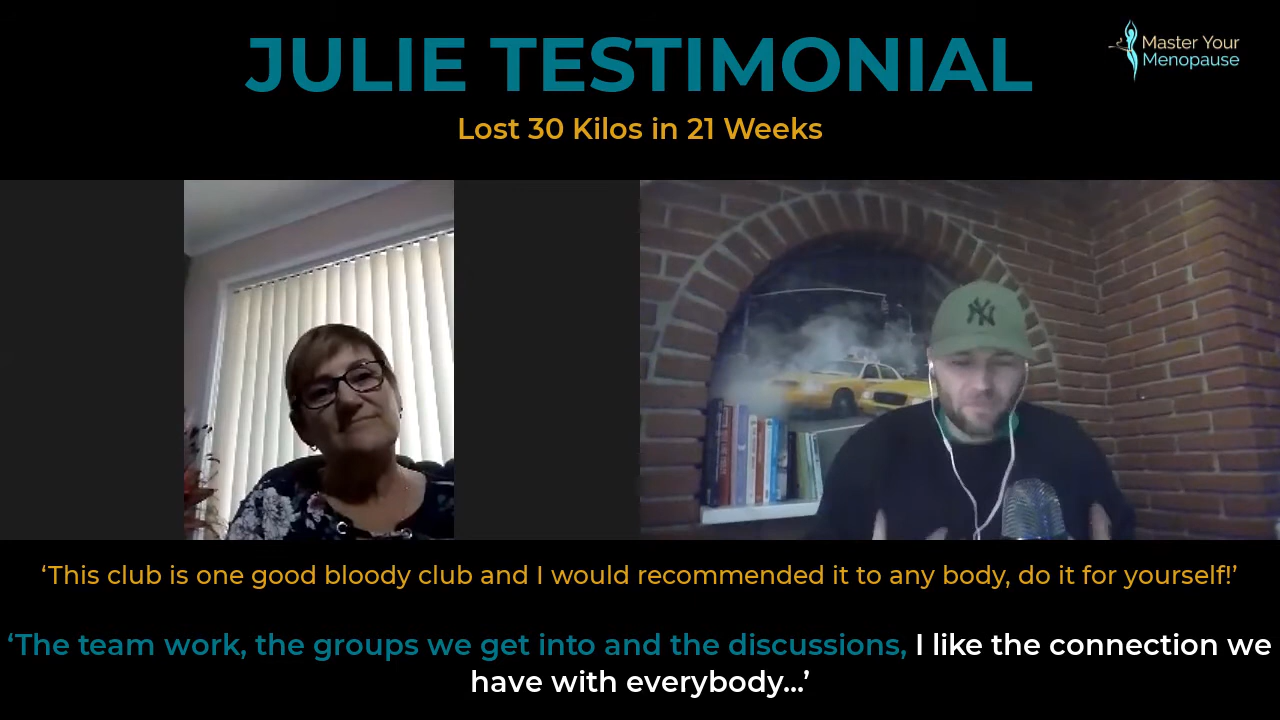 JULIE TESTIMONIAL
Master Your
Menopause
Lost 30 Kilos in 21 Weeks
NY
‘This club is one good bloody club and I would recommended it to any body, do it for yourself!’
‘The team work, the groups we get into and the discussions, I like the connection we
have with everybody...’